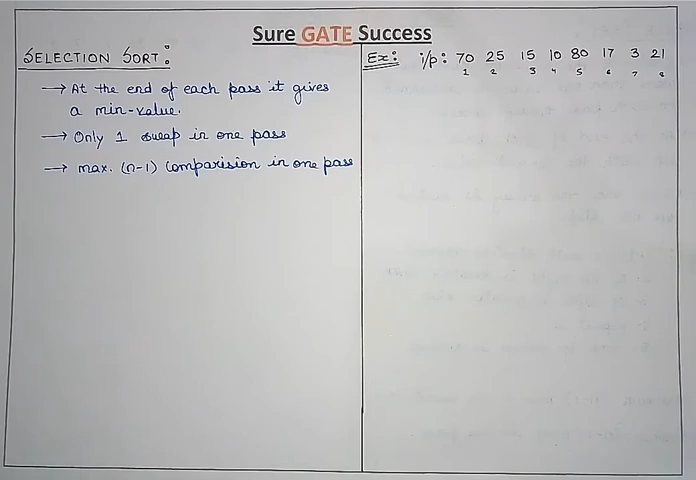 Sure GATE Success
SELECTION SORT:
→ At the end of each pass it gives
a min-value.
→ Only 1 swap in one pass
→ max. (n-1) Comparision in one pass
Ex: i/p: 70 25 15 10 80 17 3 21
1 2 3 4 5 6 7 8